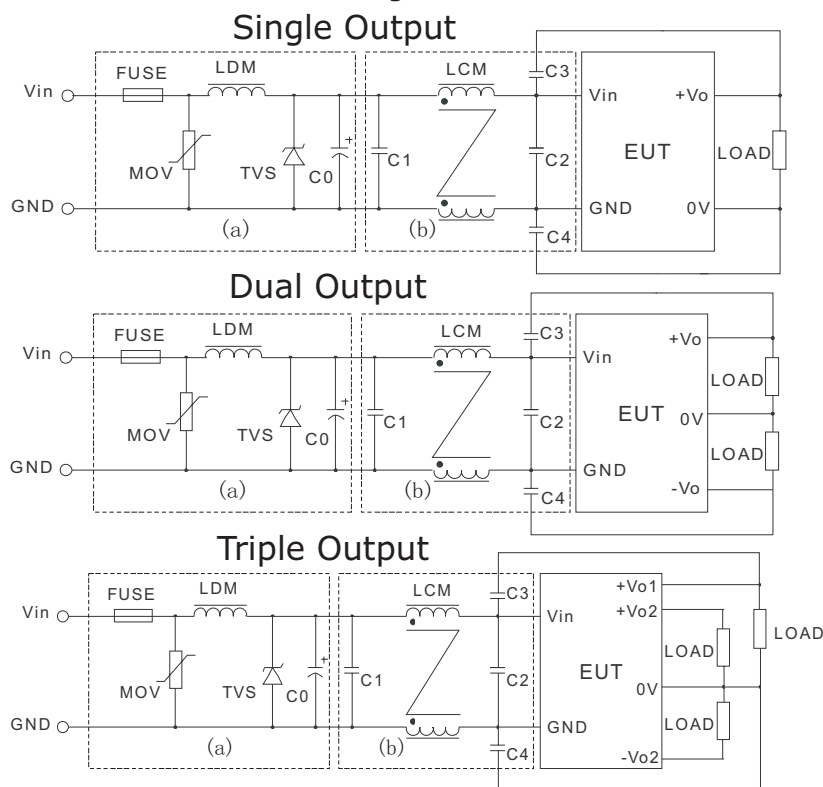 Single Output
FUSE LDM LCM C3
Vin Vin +Vo
MOV TVS C0 C1 C2 EUT LOAD
GND GND 0V
(a) (b) C4
Dual Output
FUSE LDM LCM C3 +Vo
Vin Vin
LOAD
MOV TVS C0 C1 C2 EUT 0V
LOAD
GND GND
(a) (b) C4 -Vo
Triple Output
FUSE LDM LCM C3 +Vo1
Vin Vin +Vo2
LOAD
LOAD
MOV TVS C0 C1 C2 EUT 0V
LOAD
GND GND
(a) (b) C4 -Vo2